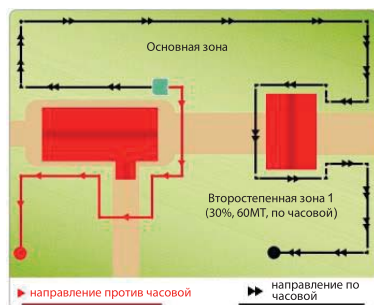 Основная зона
Второстепенная зона 1
(30%, 60МТ, по часовой)
направление против часовой
направление по
часовой